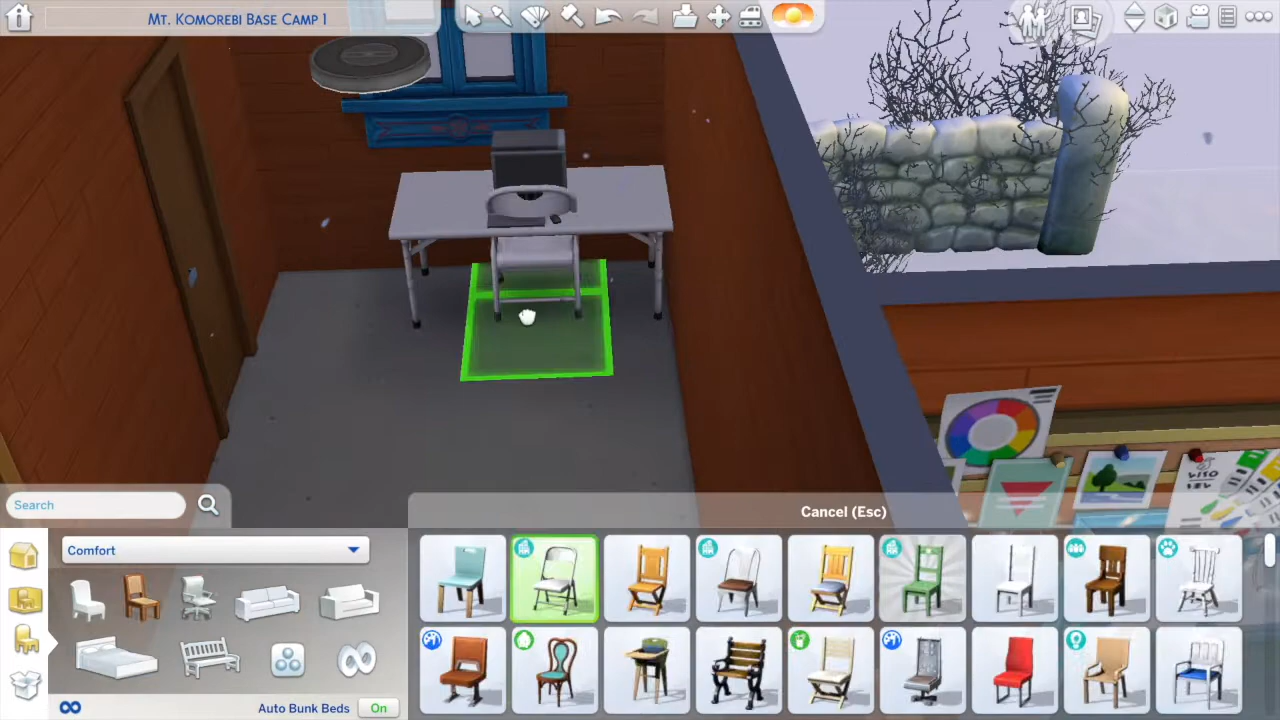 Mt. Komorebi Base Camp 1
Search
Cancel (Esc)
Comfort
Auto Bunk Beds
On